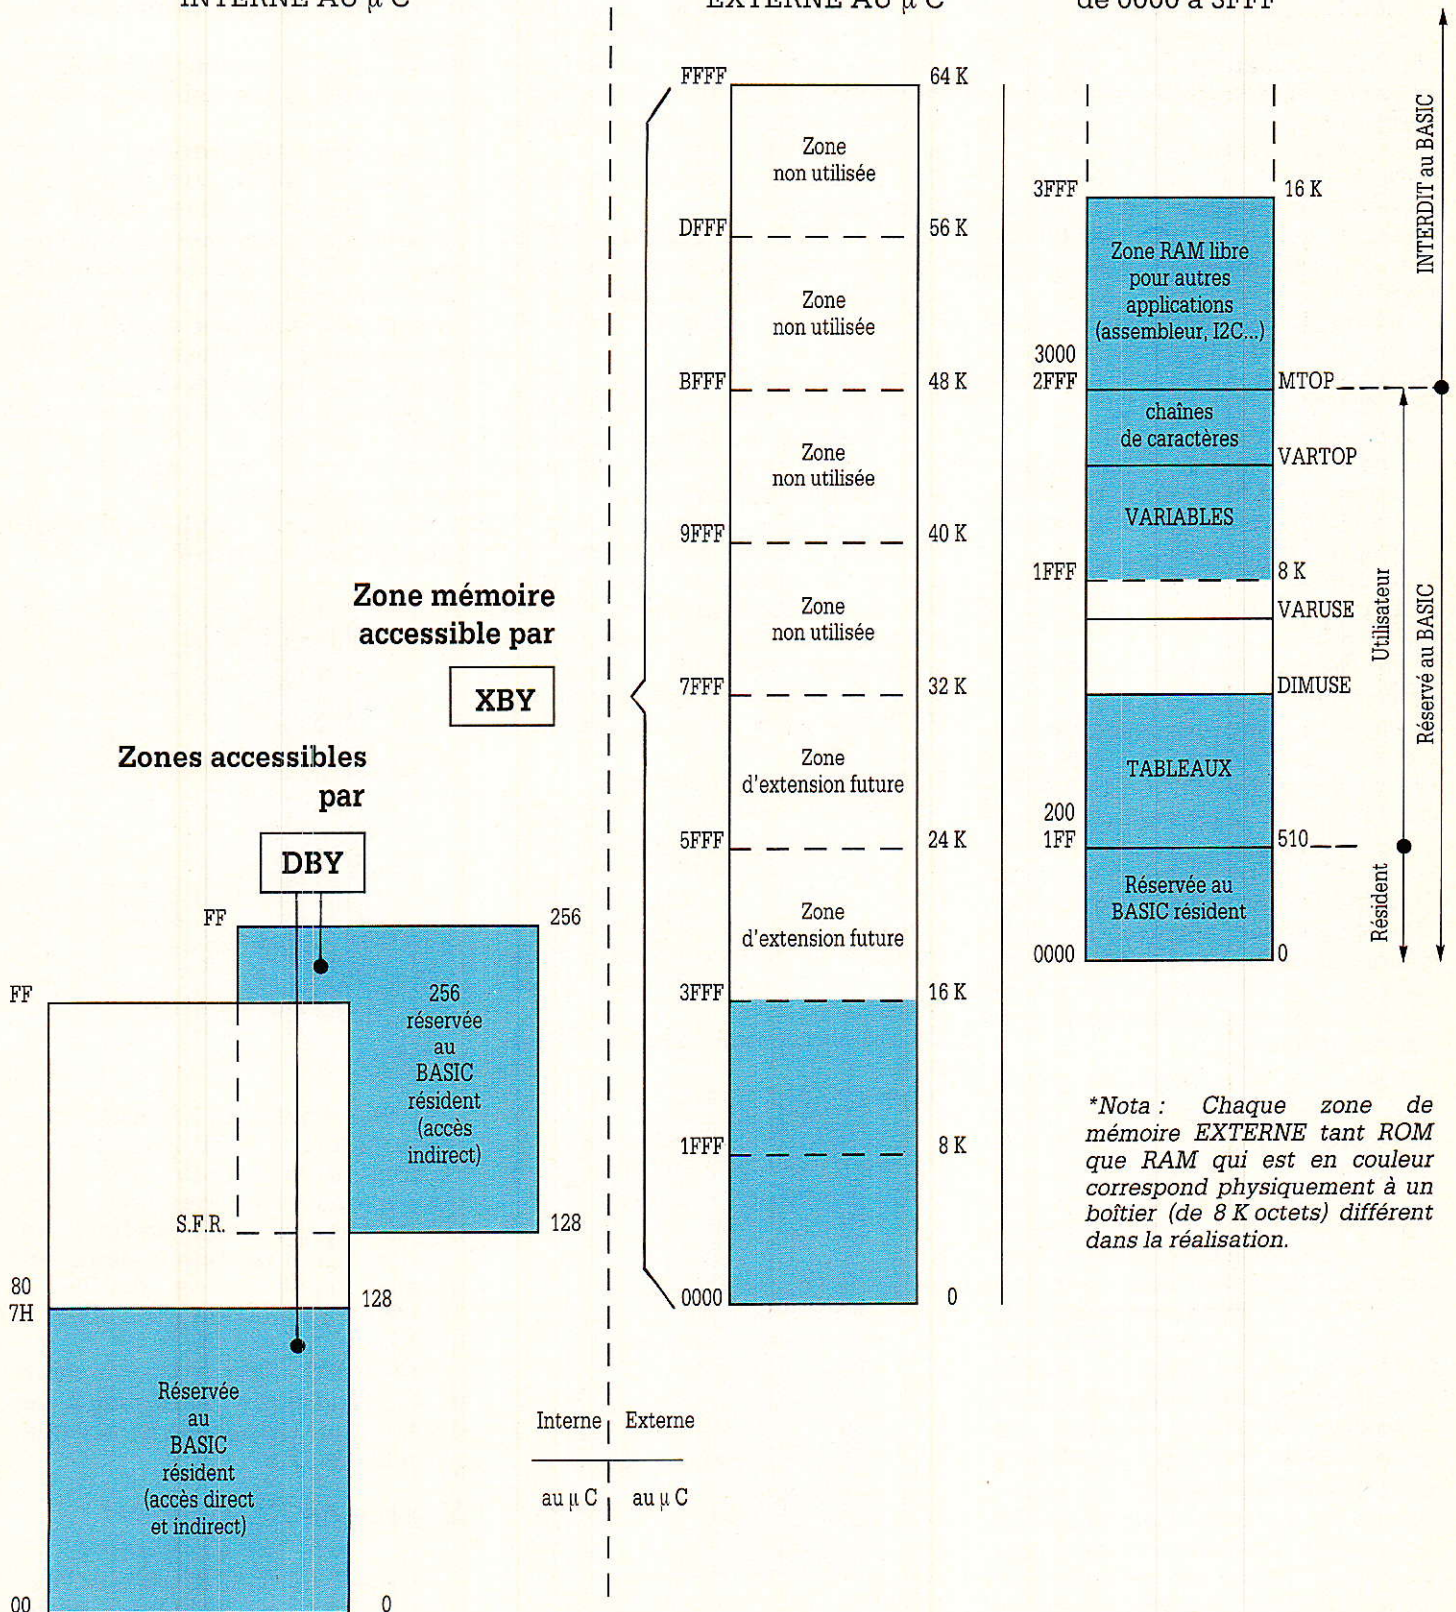 INTERNE AU µ C
EXTERNE AU µ C
de 0000 à 3FFF
FFFF
64 K
Zone
non utilisée
DFFF
56 K
Zone
non utilisée
BFFF
48 K
Zone
non utilisée
9FFF
40 K
Zone
non utilisée
7FFF
32 K
Zone
d'extension future
5FFF
24 K
Zone
d'extension future
3FFF
16 K
1FFF
8 K
0000
0
Zone mémoire
accessible par
XBY
Zones accessibles
par
DBY
FF
256
256
réservée
au
BASIC
résident
(accès
indirect)
128
FF
S.F.R.
80
7H
128
Réservée
au
BASIC
résident
(accès direct
et indirect)
00
0
Interne
Externe
au µ C
au µ C
3FFF
16 K
Zone RAM libre
pour autres
applications
(assembleur, I2C...)
3000
2FFF
MTOP
chaînes
de caractères
VARTOP
VARIABLES
1FFF
8 K
VARUSE
DIMUSE
TABLEAUX
200
1FF
510
Réservée au
BASIC résident
0000
0
Utilisateur
Résident
INTERDIT au BASIC
Réservé au BASIC
*Nota : Chaque zone de
mémoire EXTERNE tant ROM
que RAM qui est en couleur
correspond physiquement à un
boîtier (de 8 K octets) différent
dans la réalisation.